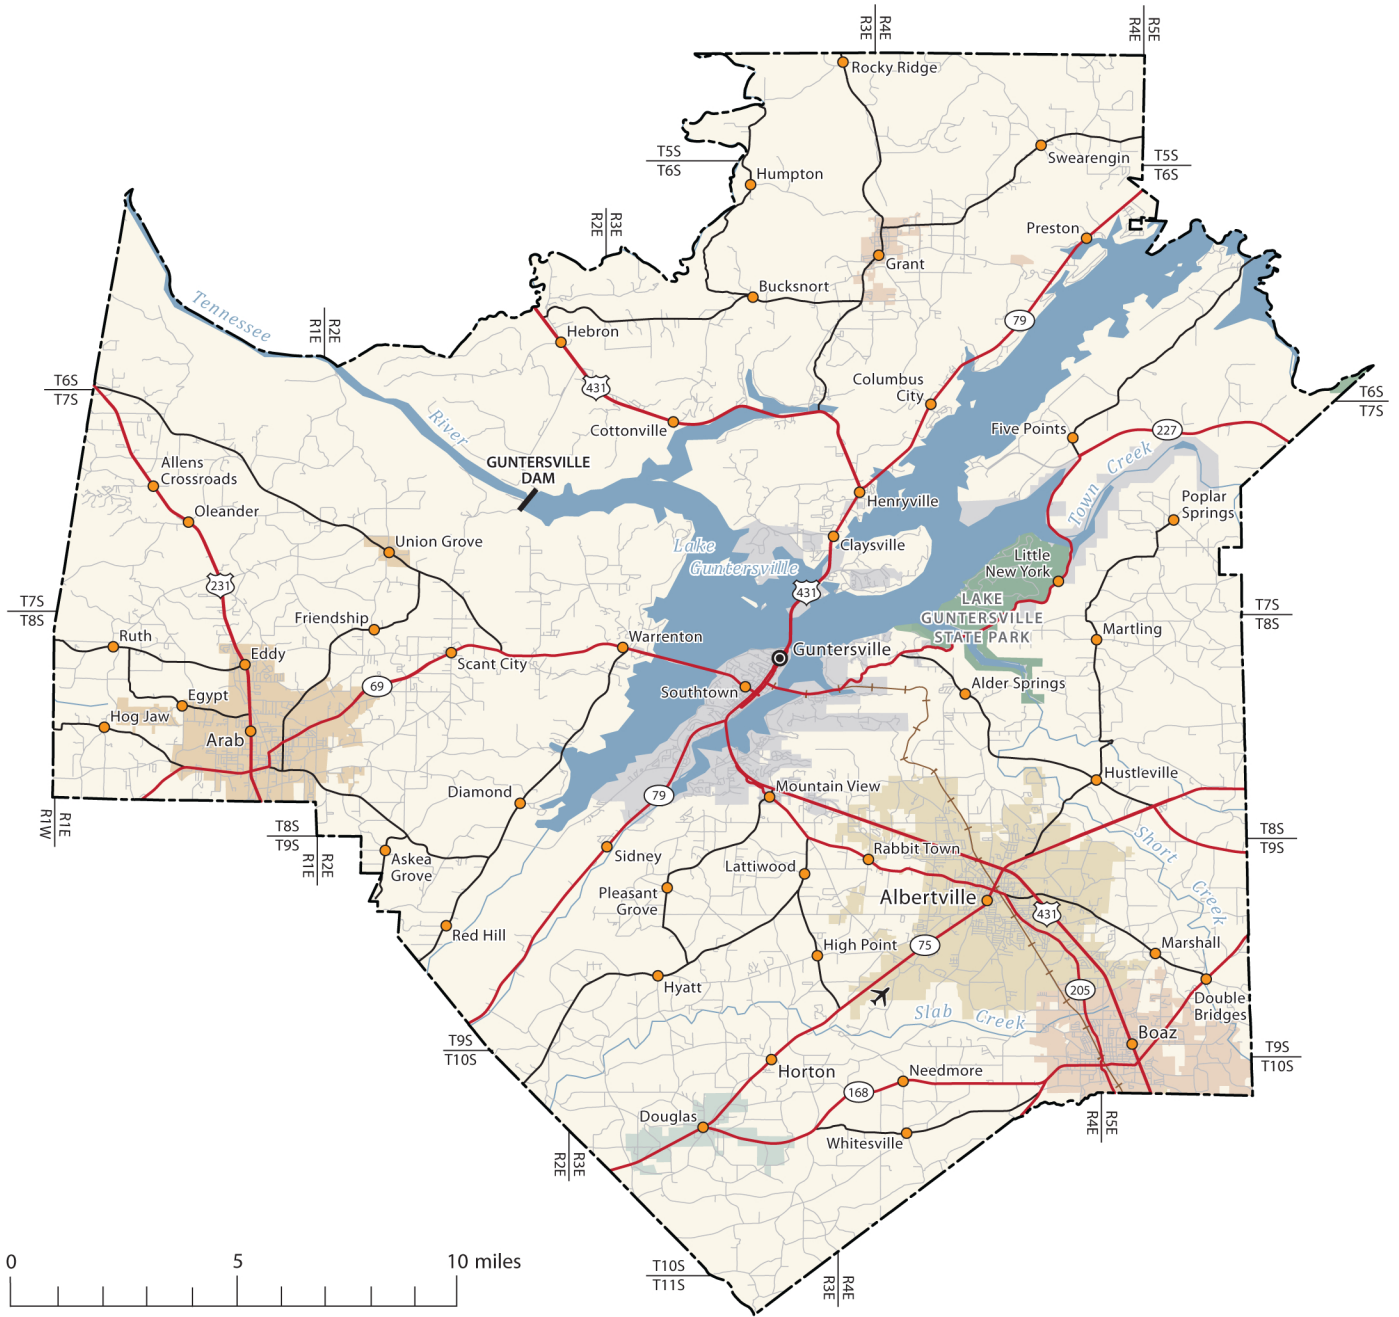 R3E
R4E
R4E
R5E
Rocky Ridge
Swearengin
T5S
T6S
T5S
T6S
Humpton
R2E
R3E
Preston
Grant
Bucksnort
Tennessee
R1E
R2E
Hebron
79
431
Columbus
City
T6S
T7S
T6S
T7S
Cottonville
River
Five Points
227
GUNTERSVILLE
DAM
Allens
Crossroads
Town Creek
Henryville
Poplar
Springs
Oleander
Union Grove
Lake
Guntersville
Claysville
Little
New York
231
431
LAKE
GUNTERSVILLE
STATE PARK
T7S
T8S
T7S
T8S
Friendship
Ruth
Eddy
Scant City
Warrenton
Guntersville
Martling
69
Southtown
Alder Springs
Egypt
Hog Jaw
Arab
Hustleville
Diamond
79
Mountain View
R1W
R1E
T8S
T9S
R1E
R2E
T8S
T9S
Askea
Grove
Sidney
Lattiwood
Rabbit Town
Short
Creek
Pleasant
Grove
Albertville
431
Red Hill
High Point
75
Marshall
Hyatt
205
Double
Bridges
Slab Creek
Boaz
T9S
T10S
T9S
T10S
Horton
Needmore
168
Douglas
Whitesville
R2E
R3E
R4E
R5E
0
5
10 miles
T10S
T11S
R3E
R4E